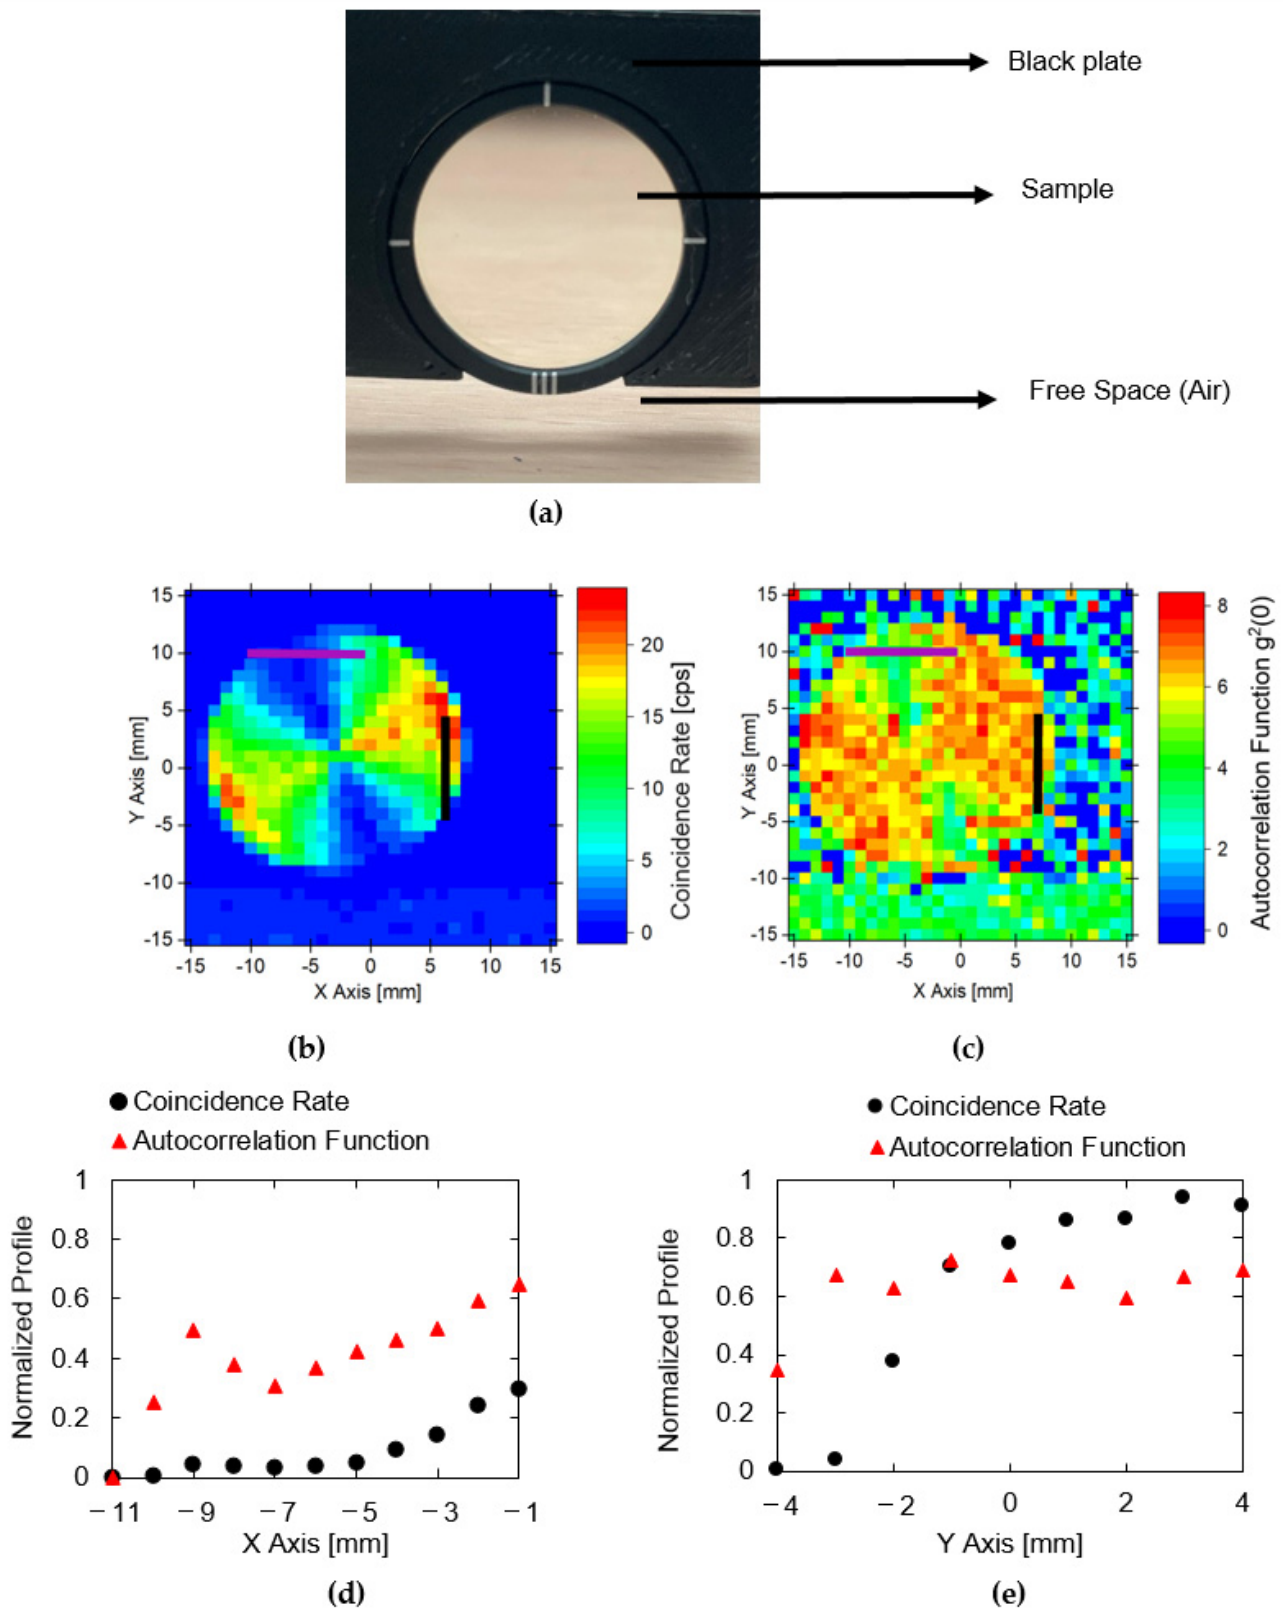 Black plate
Sample
Free Space (Air)
(a)
15
10
5
0
-5
-10
-15
Y Axis [mm]
-15 -10 -5 0 5 10 15
X Axis [mm]
20
15
10
5
0
Coincidence Rate [cps]
(b)
15
10
5
0
-5
-10
-15
Y Axis [mm]
-15 -10 -5 0 5 10 15
X Axis [mm]
8
6
4
2
0
Autocorrelation Function g²(0)
(c)
Coincidence Rate
Autocorrelation Function
1
0.8
0.6
0.4
0.2
0
Normalized Profile
−11 −9 −7 −5 −3 −1
X Axis [mm]
(d)
Coincidence Rate
Autocorrelation Function
1
0.8
0.6
0.4
0.2
0
Normalized Profile
−4 −2 0 2 4
Y Axis [mm]
(e)